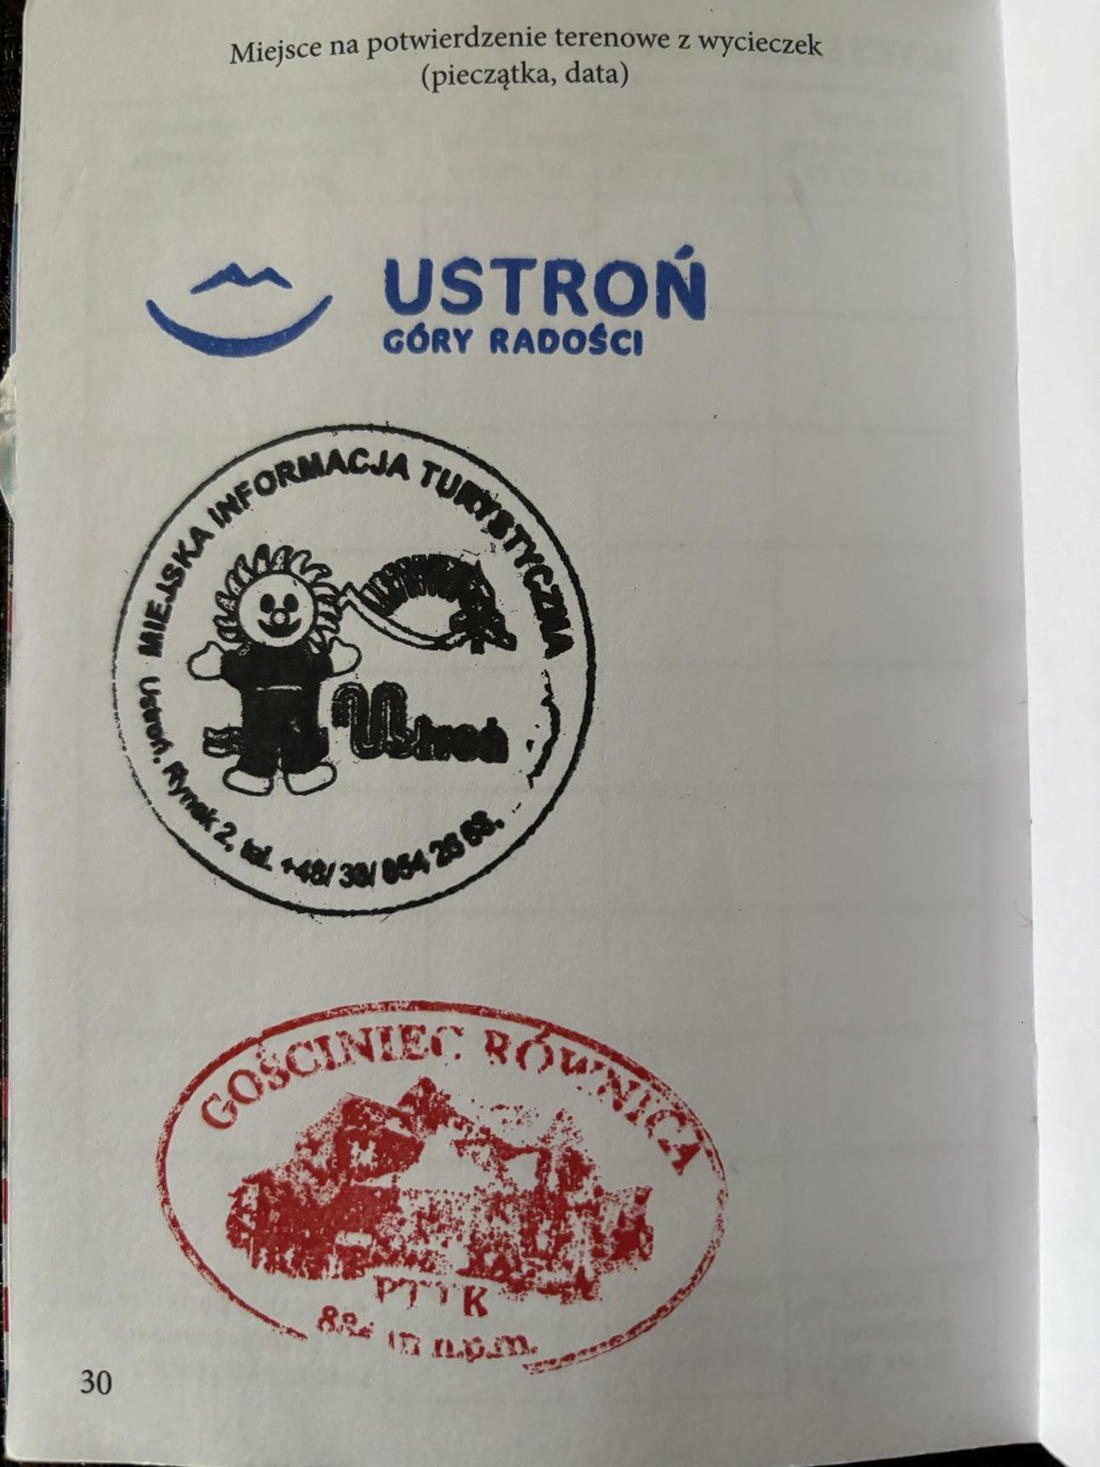 Miejsce na potwierdzenie terenowe z wycieczek
(pieczątka, data)
USTROŃ
GÓRY RADOŚCI
MIEJSKA INFORMACJA TURYSTYCZNA
Ustroń
Ustroń, Rynek 2, tel. +48/ 33/ 854 26 53,
GOŚCINIEC RÓWNICA
PTTK
m n.p.m.
30